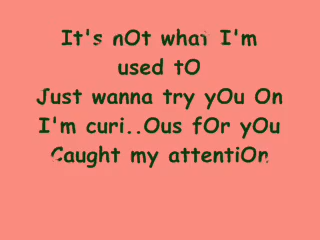 It's nOt what I'm
used tO
Just wanna try yOu On
I'm curi..Ous fOr yOu
Caught my attentiOn